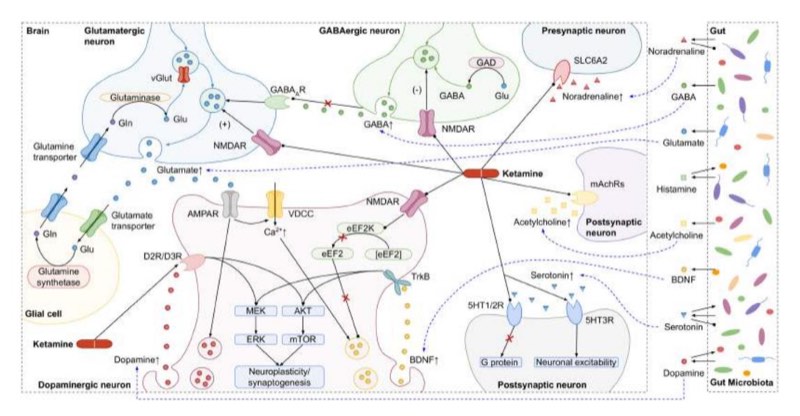 Brain
Glutamatergic
neuron
GABAergic neuron
Presynaptic neuron
Gut
vGlut
Glutaminase
Gln
Glu
GABA_AR
(+)
NMDAR
GAD
GABA
Glu
(-)
GABA↑
NMDAR
SLC6A2
Noradrenaline↑
Noradrenaline
GABA
Glutamate
Histamine
Acetylcholine
BDNF
Serotonin
Dopamine
Gut Microbiota
Glutamine
transporter
Glutamate↑
Ketamine
mAchRs
Postsynaptic
neuron
Acetylcholine↑
Gln
Glu
Glutamate
transporter
Glutamine
synthetase
Glial cell
AMPAR
VDCC
Ca²⁺↑
NMDAR
eEF2K
eEF2
[eEF2]
D2R/D3R
TrkB
MEK
AKT
ERK
mTOR
Neuroplasticity/
synaptogenesis
Ketamine
Dopamine↑
Dopaminergic neuron
BDNF↑
Serotonin↑
5HT1/2R
5HT3R
G protein
Neuronal excitability
Postsynaptic neuron